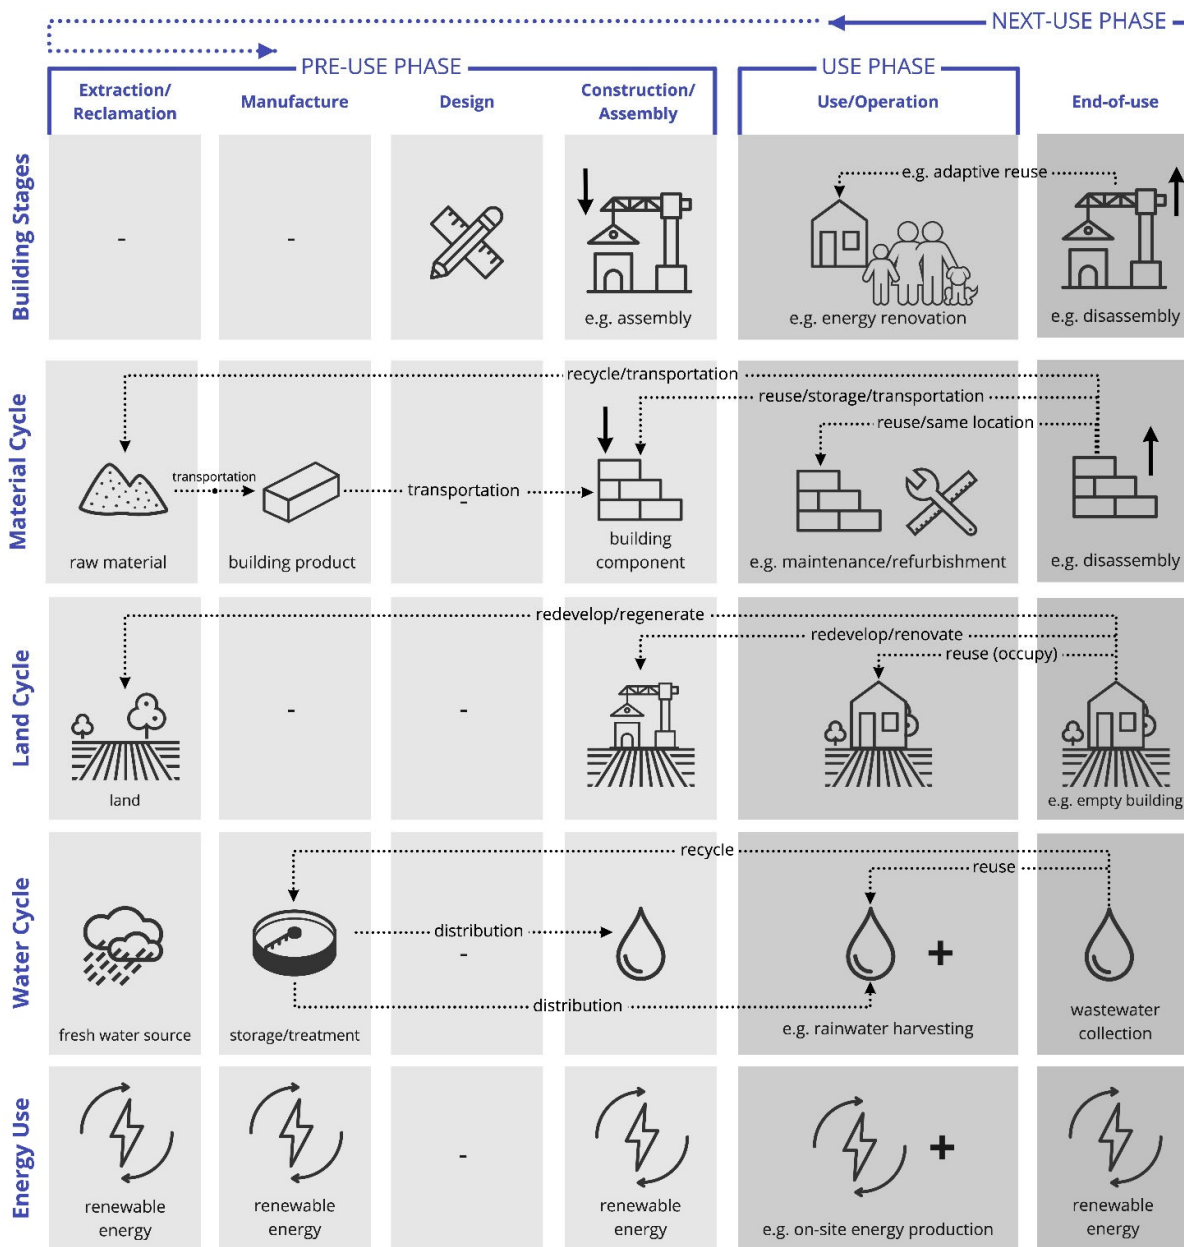 NEXT-USE PHASE
PRE-USE PHASE
USE PHASE
Extraction/
Reclamation
Manufacture
Design
Construction/
Assembly
Use/Operation
End-of-use
Building Stages
-
-
e.g. adaptive reuse
e.g. assembly
e.g. energy renovation
e.g. disassembly
Material Cycle
recycle/transportation
reuse/storage/transportation
reuse/same location
transportation
transportation
-
raw material
building product
building
component
e.g. maintenance/refurbishment
e.g. disassembly
Land Cycle
redevelop/regenerate
redevelop/renovate
reuse (occupy)
-
-
land
e.g. empty building
Water Cycle
recycle
reuse
distribution
-
+
distribution
fresh water source
storage/treatment
e.g. rainwater harvesting
wastewater
collection
Energy Use
-
+
renewable
energy
renewable
energy
renewable
energy
e.g. on-site energy production
renewable
energy